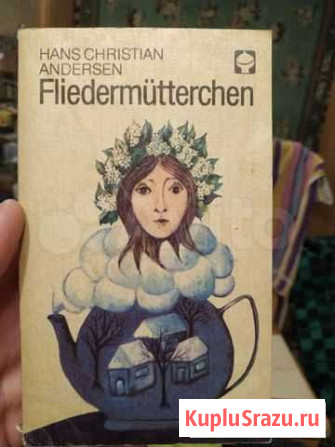 HANS CHRISTIAN
ANDERSEN
Fliedermütterchen
KupluSrazu.ru